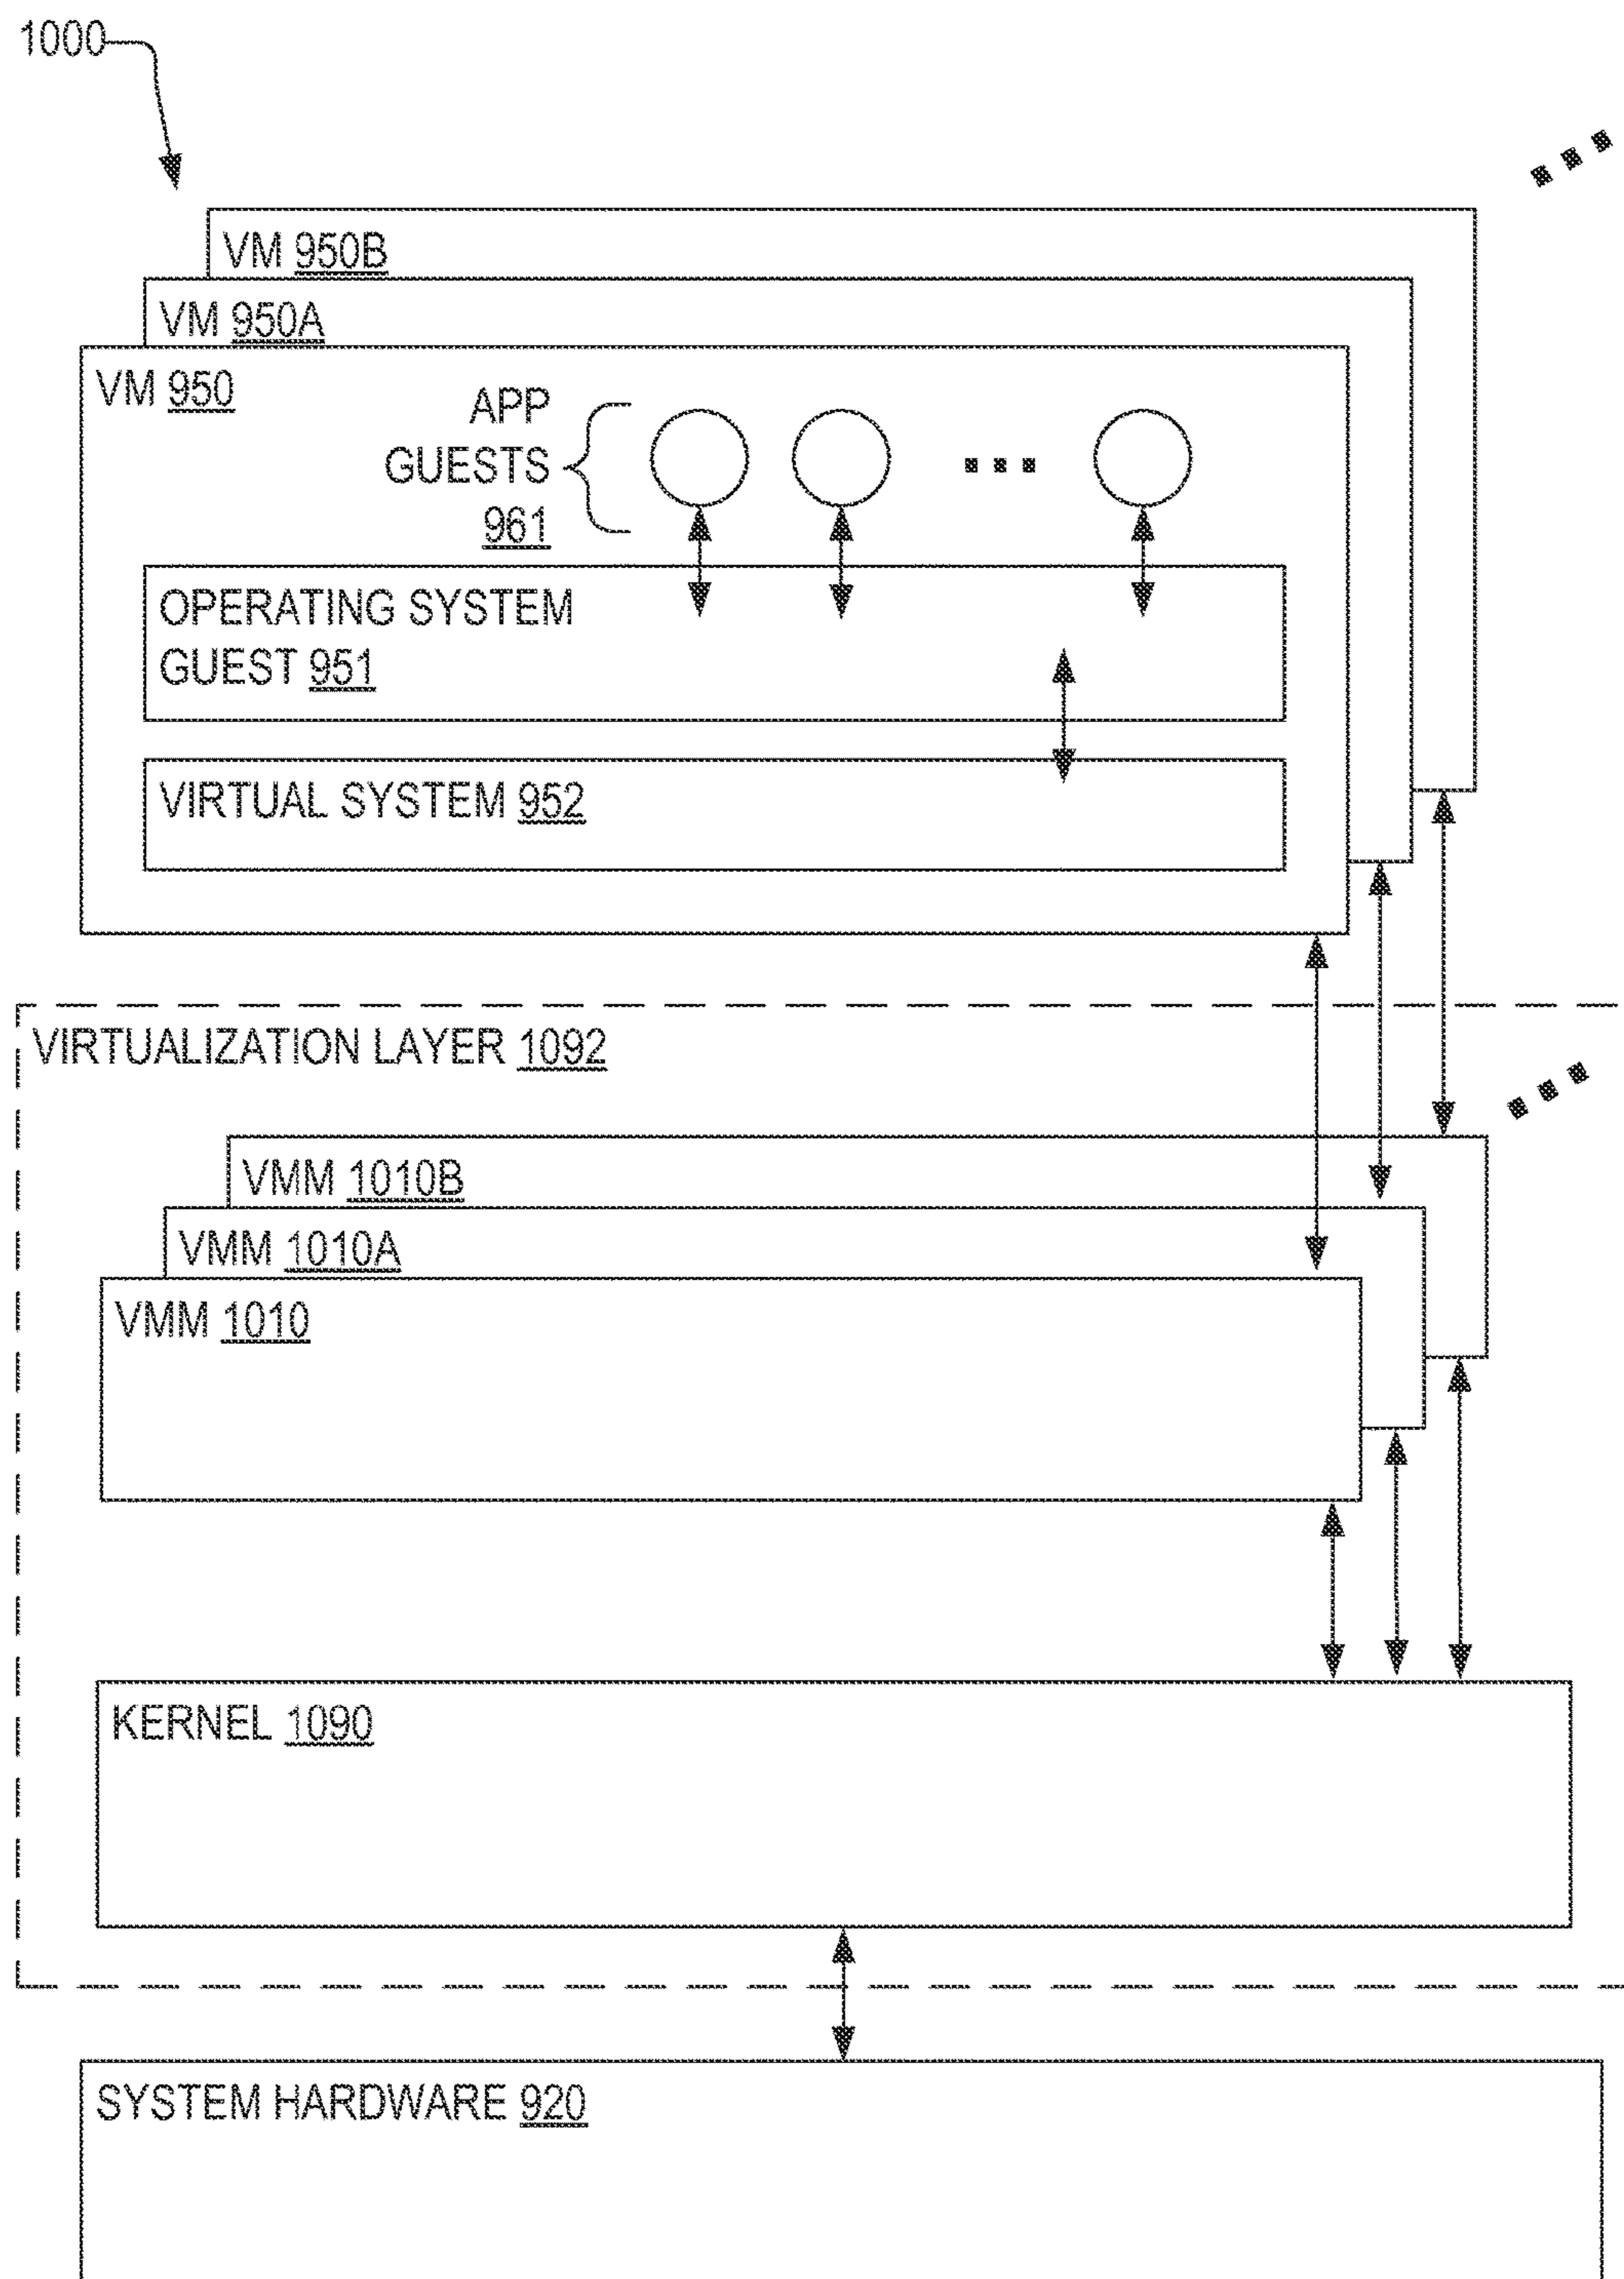 1000
VM 950B
VM 950A
VM 950
APP
GUESTS
961
OPERATING SYSTEM
GUEST 951
VIRTUAL SYSTEM 952
VIRTUALIZATION LAYER 1092
VMM 1010B
VMM 1010A
VMM 1010
KERNEL 1090
SYSTEM HARDWARE 920